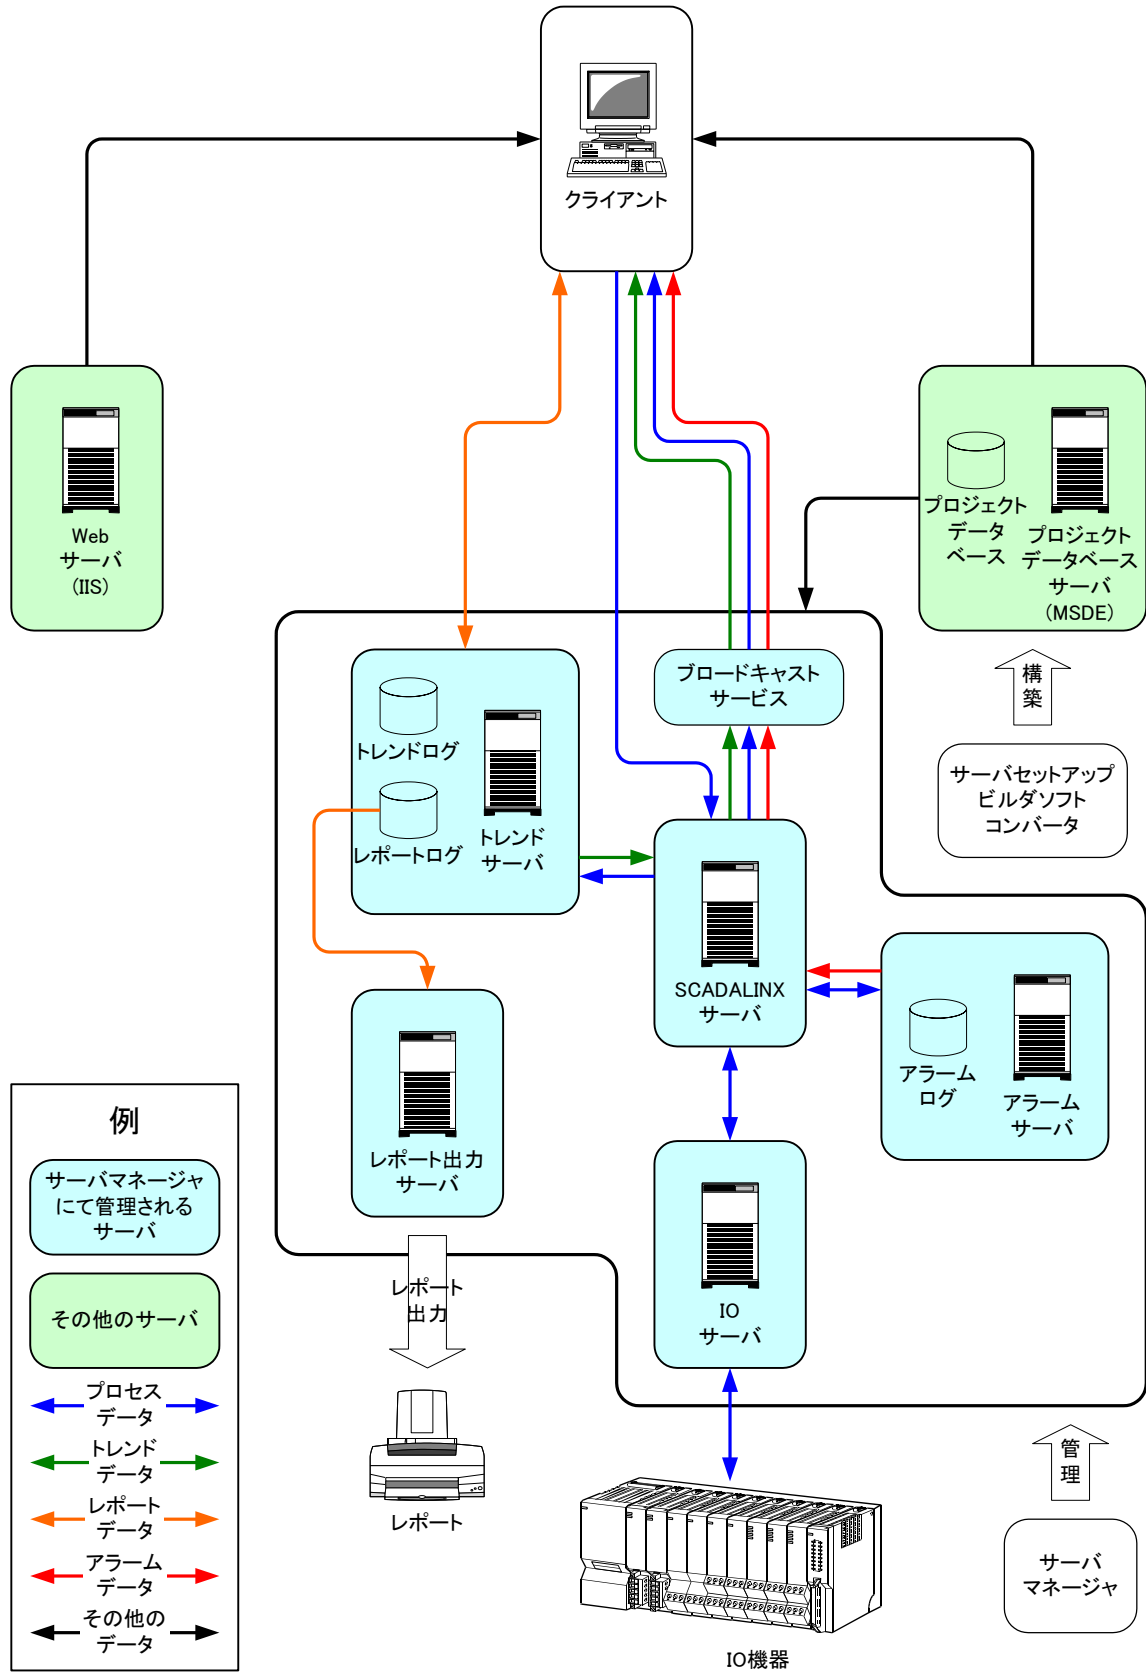 クライアント
Web
サーバ
(IIS)
プロジェクト
データ
ベース
プロジェクト
データベース
サーバ
(MSDE)
構
築
サーバセットアップ
ビルダソフト
コンバータ
ブロードキャスト
サービス
トレンドログ
レポートログ
トレンド
サーバ
SCADALINX
サーバ
アラーム
ログ
アラーム
サーバ
レポート出力
サーバ
レポート
出力
レポート
IO
サーバ
IO機器
管
理
サーバ
マネージャ
例
サーバマネージャ
にて管理される
サーバ
その他のサーバ
プロセス
データ
トレンド
データ
レポート
データ
アラーム
データ
その他の
データ